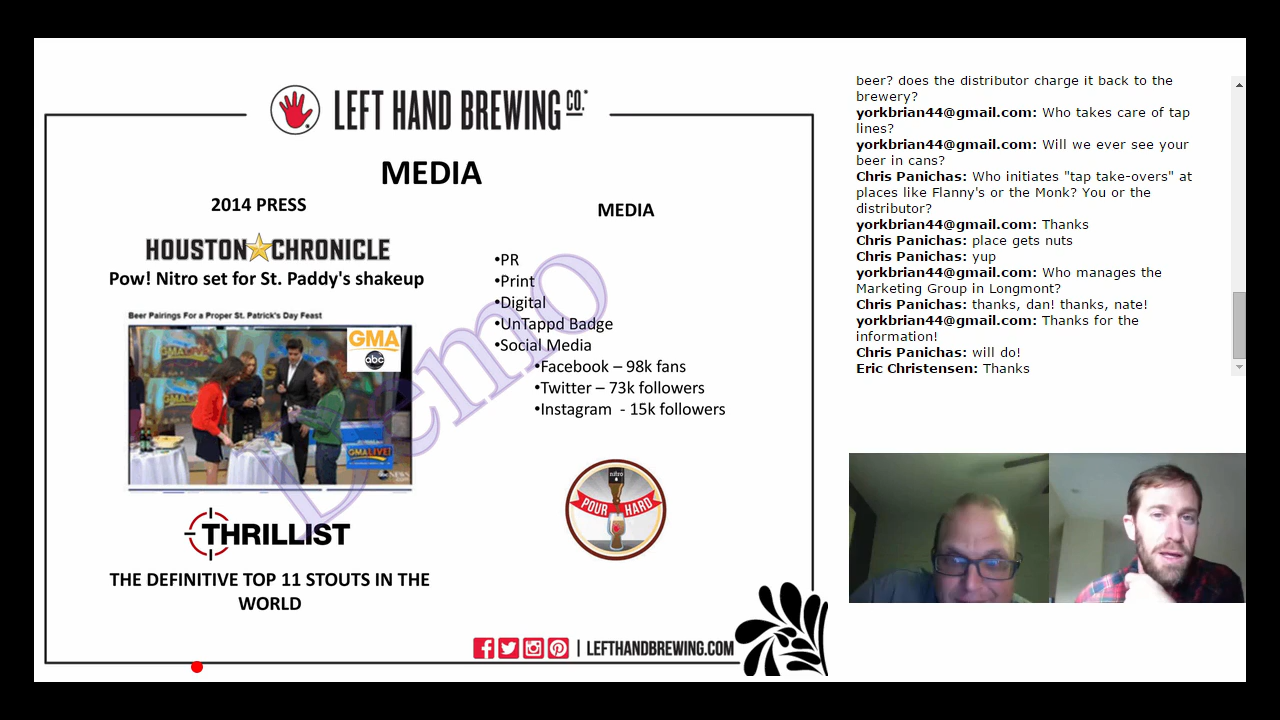 LEFT HAND BREWING CO.
MEDIA
2014 PRESS
HOUSTON CHRONICLE
Pow! Nitro set for St. Paddy's shakeup
Beer Pairings For a Proper St. Patrick's Day Feast
GMA
abc
GMALIVE!
abcNEWS
THRILLIST
THE DEFINITIVE TOP 11 STOUTS IN THE
WORLD
MEDIA
•PR
•Print
•Digital
•UnTappd Badge
•Social Media
•Facebook – 98k fans
•Twitter – 73k followers
•Instagram - 15k followers
Demo
nitro
POUR HARD
| LEFTHANDBREWING.COM
beer? does the distributor charge it back to the
brewery?
yorkbrian44@gmail.com: Who takes care of tap
lines?
yorkbrian44@gmail.com: Will we ever see your
beer in cans?
Chris Panichas: Who initiates "tap take-overs" at
places like Flanny's or the Monk? You or the
distributor?
yorkbrian44@gmail.com: Thanks
Chris Panichas: place gets nuts
Chris Panichas: yup
yorkbrian44@gmail.com: Who manages the
Marketing Group in Longmont?
Chris Panichas: thanks, dan! thanks, nate!
yorkbrian44@gmail.com: Thanks for the
information!
Chris Panichas: will do!
Eric Christensen: Thanks